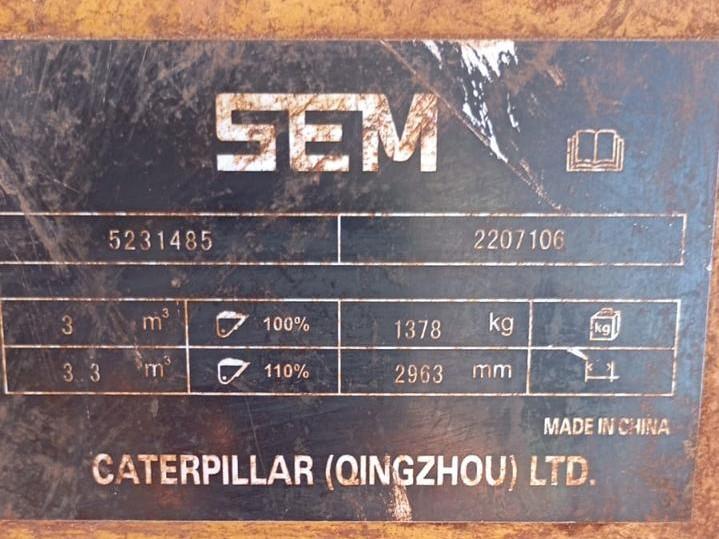 SEM
5231485 2207106
3 m³ 100% 1378 kg kg
3.3 m³ 110% 2963 mm
MADE IN CHINA
CATERPILLAR (QINGZHOU) LTD.